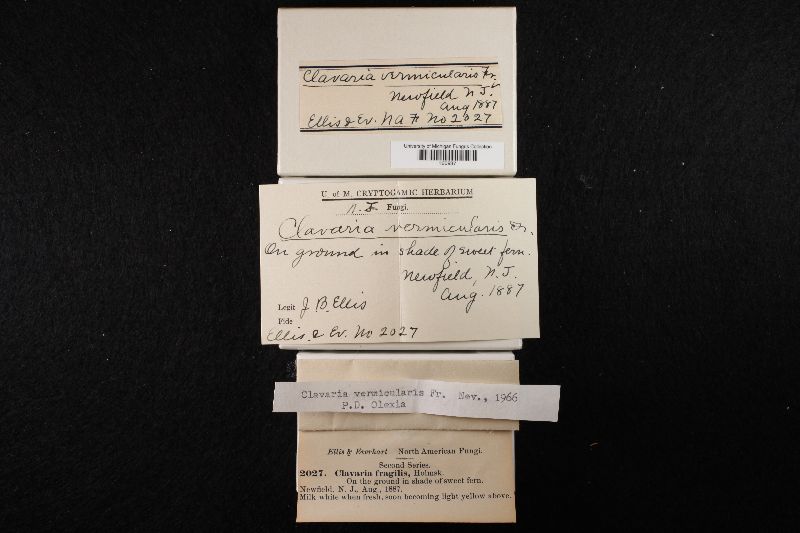 Clavaria vermicularis Fr.
Newfield N J.
Aug 1887
Ellis & Ev. N A F No 2027
University of Michigan Fungus Collection
U. of M. CRYPTOGAMIC HERBARIUM
N. F. Fungi.
Clavaria vermicularis Fr.
On ground in shade of sweet fern.
Newfield, N. J.
Aug. 1887
Legit J B. Ellis
Fide
Ellis & Ev. No 2027
Clavaria vermicularis Fr. Nov., 1966
P.D. Olexia
Ellis & Everhart North American Fungi.
Second Series.
2027. Clavaria fragilis, Holmsk.
On the ground in shade of sweet fern.
Newfield, N. J., Aug., 1887.
Milk white when fresh, soon becoming light yellow above.